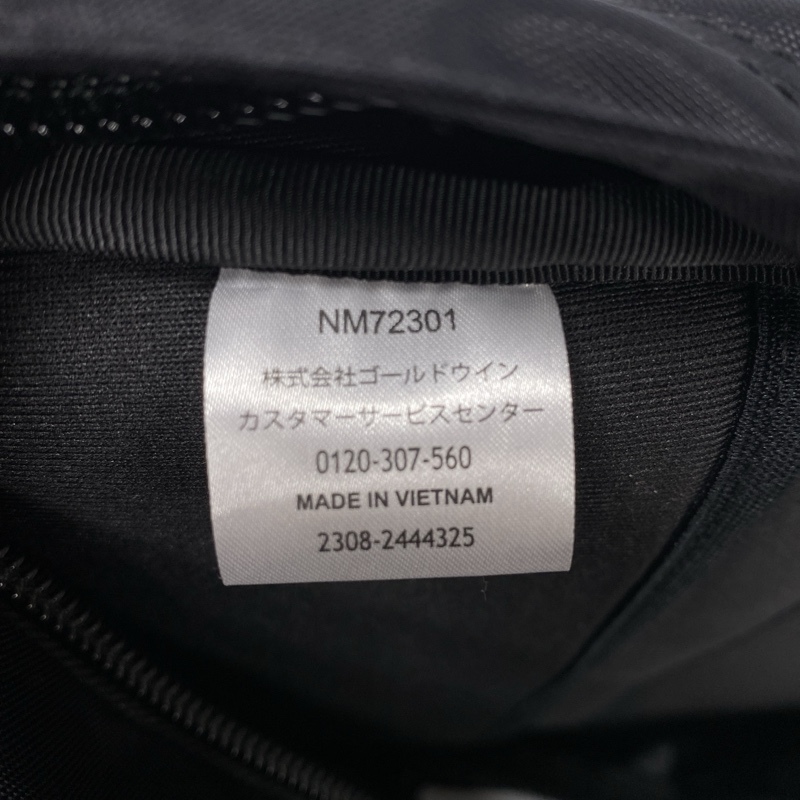 NM72301
株式会社ゴールドウイン
カスタマーサービスセンター
0120-307-560
MADE IN VIETNAM
2308-2444325